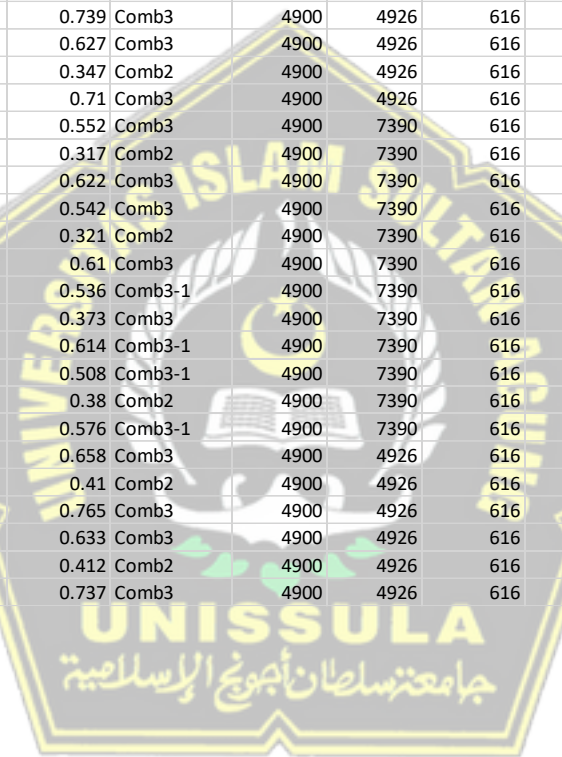 0.739 Comb3 4900 4926 616
0.627 Comb3 4900 4926 616
0.347 Comb2 4900 4926 616
0.71 Comb3 4900 4926 616
0.552 Comb3 4900 7390 616
0.317 Comb2 4900 7390 616
0.622 Comb3 4900 7390 616
0.542 Comb3 4900 7390 616
0.321 Comb2 4900 7390 616
0.61 Comb3 4900 7390 616
0.536 Comb3-1 4900 7390 616
0.373 Comb3 4900 7390 616
0.614 Comb3-1 4900 7390 616
0.508 Comb3-1 4900 7390 616
0.38 Comb2 4900 7390 616
0.576 Comb3-1 4900 7390 616
0.658 Comb3 4900 4926 616
0.41 Comb2 4900 4926 616
0.765 Comb3 4900 4926 616
0.633 Comb3 4900 4926 616
0.412 Comb2 4900 4926 616
0.737 Comb3 4900 4926 616
UNIVERSITAS ISLAM SULTAN AGUNG
UNISSULA
جامعتسلطان أجونج الإسلامية